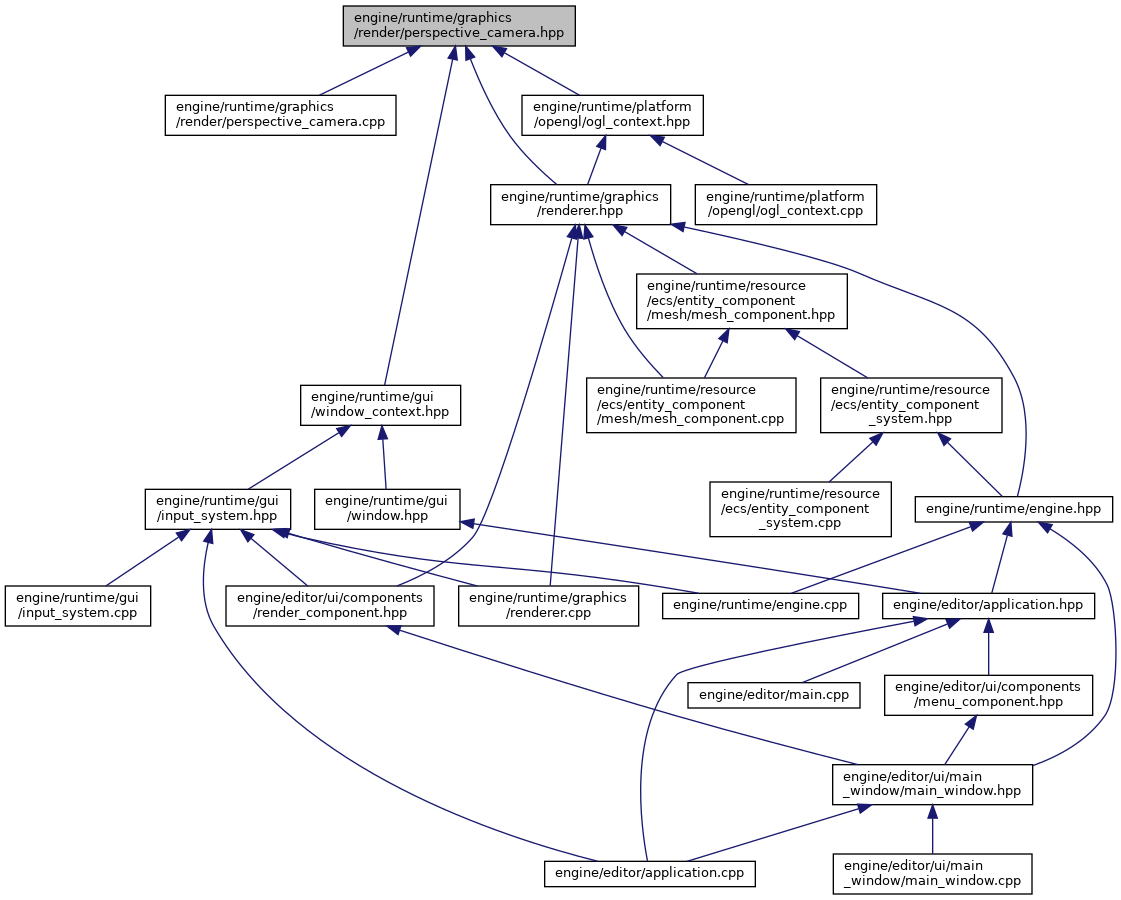 engine/runtime/graphics
/render/perspective_camera.hpp
engine/runtime/graphics
/render/perspective_camera.cpp
engine/runtime/platform
/opengl/ogl_context.hpp
engine/runtime/graphics
/renderer.hpp
engine/runtime/platform
/opengl/ogl_context.cpp
engine/runtime/resource
/ecs/entity_component
/mesh/mesh_component.hpp
engine/runtime/gui
/window_context.hpp
engine/runtime/resource
/ecs/entity_component
/mesh/mesh_component.cpp
engine/runtime/resource
/ecs/entity_component
_system.hpp
engine/runtime/gui
/input_system.hpp
engine/runtime/gui
/window.hpp
engine/runtime/resource
/ecs/entity_component
_system.cpp
engine/runtime/engine.hpp
engine/runtime/gui
/input_system.cpp
engine/editor/ui/components
/render_component.hpp
engine/runtime/graphics
/renderer.cpp
engine/runtime/engine.cpp
engine/editor/application.hpp
engine/editor/main.cpp
engine/editor/ui/components
/menu_component.hpp
engine/editor/ui/main
_window/main_window.hpp
engine/editor/application.cpp
engine/editor/ui/main
_window/main_window.cpp